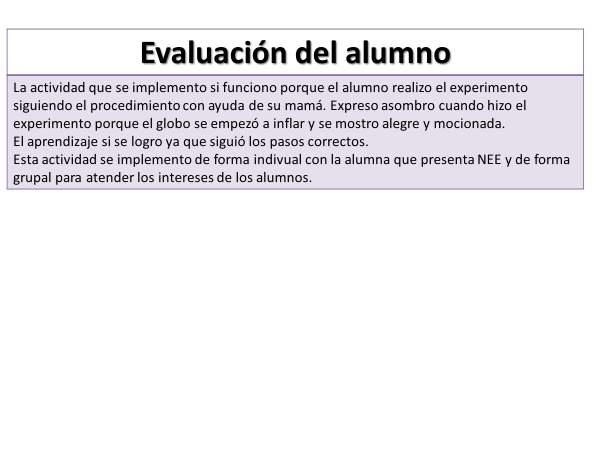 Evaluación del alumno
La actividad que se implemento si funciono porque el alumno realizo el experimento
siguiendo el procedimiento con ayuda de su mamá. Expreso asombro cuando hizo el
experimento porque el globo se empezó a inflar y se mostro alegre y mocionada.
El aprendizaje si se logro ya que siguió los pasos correctos.
Esta actividad se implemento de forma indivual con la alumna que presenta NEE y de forma
grupal para atender los intereses de los alumnos.